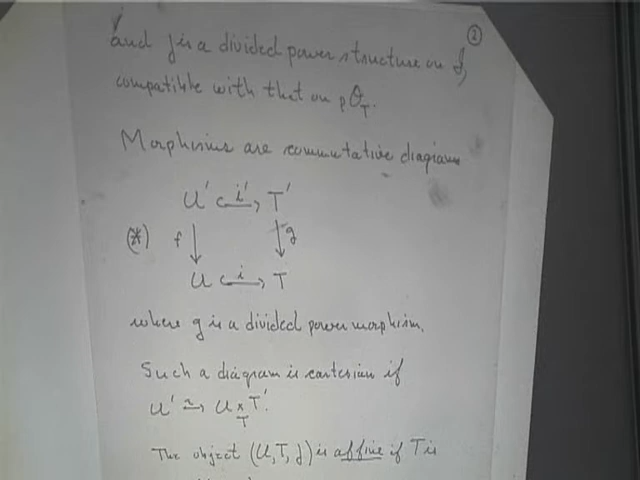 ②
and γ is a divided power structure on J,
compatible with that on pO_T.
Morphisms are commutative diagrams
U' ↪ i' T'
(*) f ↓ ↓ g
U ↪ i T
where g is a divided power morphism.
Such a diagram is cartesian if
U' ≃ U × T'.
T
The object (U,T,γ) is affine if T is